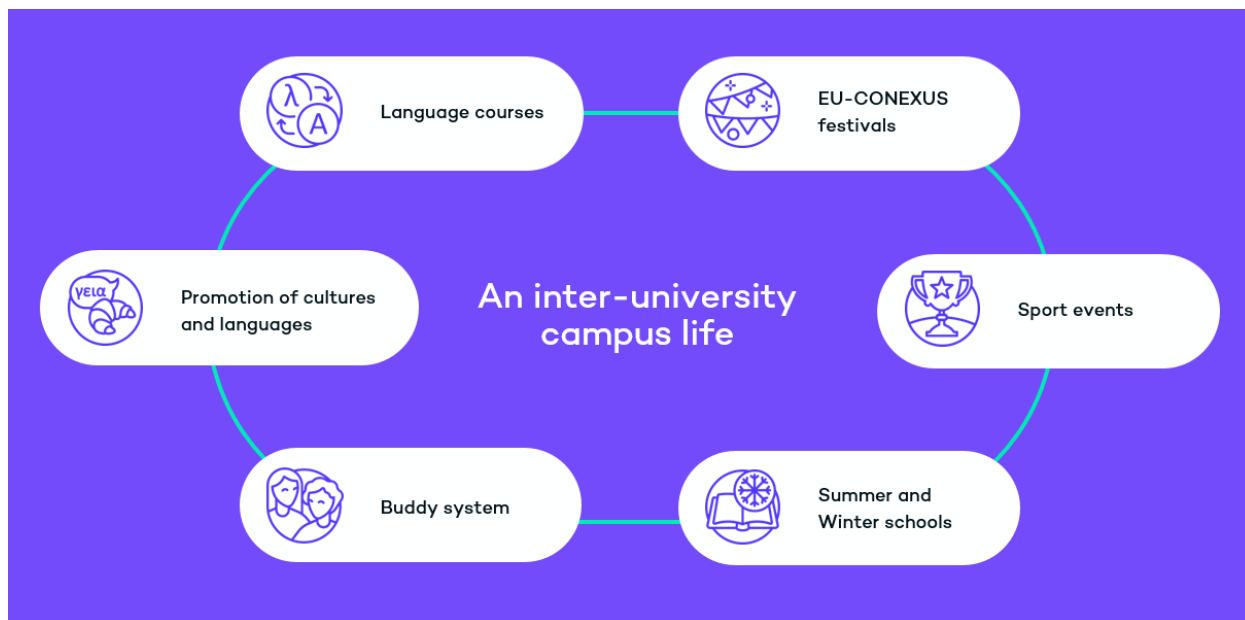 λ
A
Language courses
EU-CONEXUS
festivals
γεια
Promotion of cultures
and languages
An inter-university
campus life
Sport events
Buddy system
Summer and
Winter schools